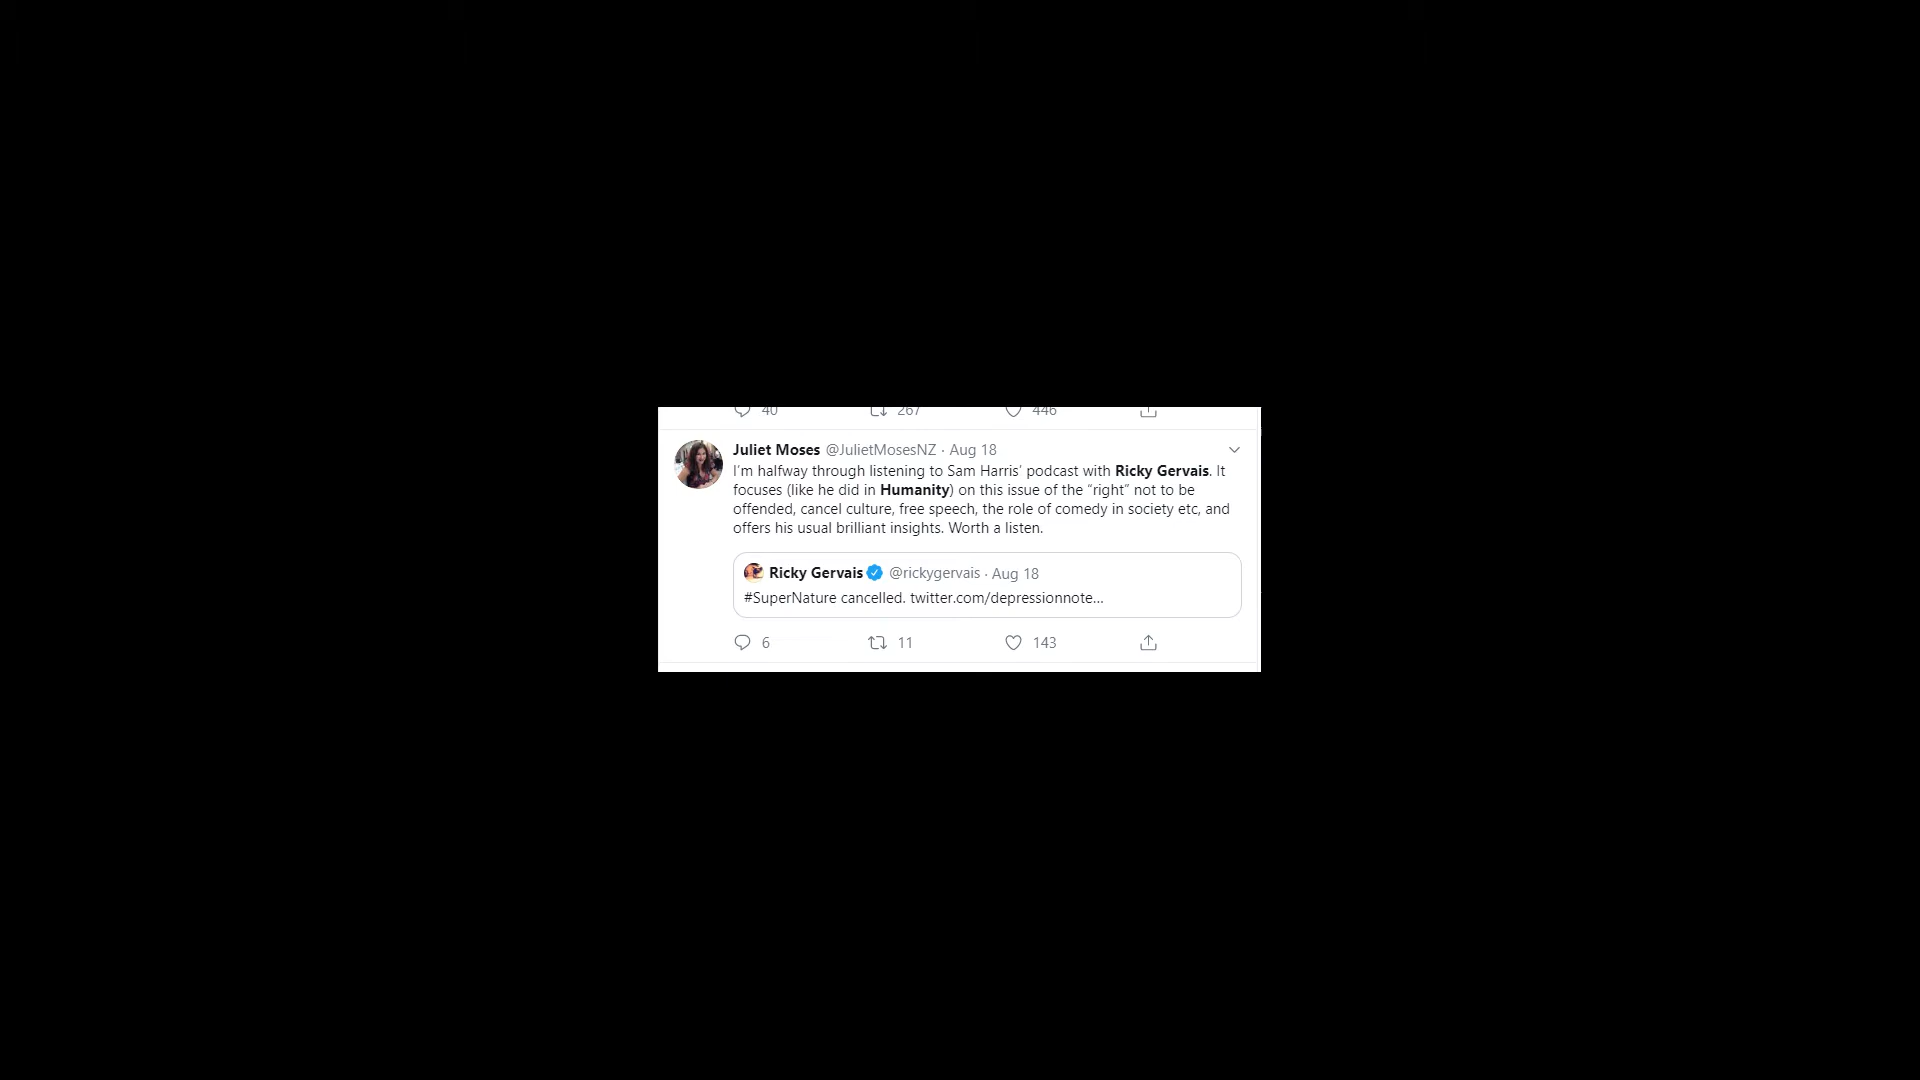 40 267 446
Juliet Moses @JulietMosesNZ · Aug 18
I'm halfway through listening to Sam Harris' podcast with Ricky Gervais. It
focuses (like he did in Humanity) on this issue of the “right” not to be
offended, cancel culture, free speech, the role of comedy in society etc, and
offers his usual brilliant insights. Worth a listen.
Ricky Gervais @rickygervais · Aug 18
#SuperNature cancelled. twitter.com/depressionnote...
6 11 143